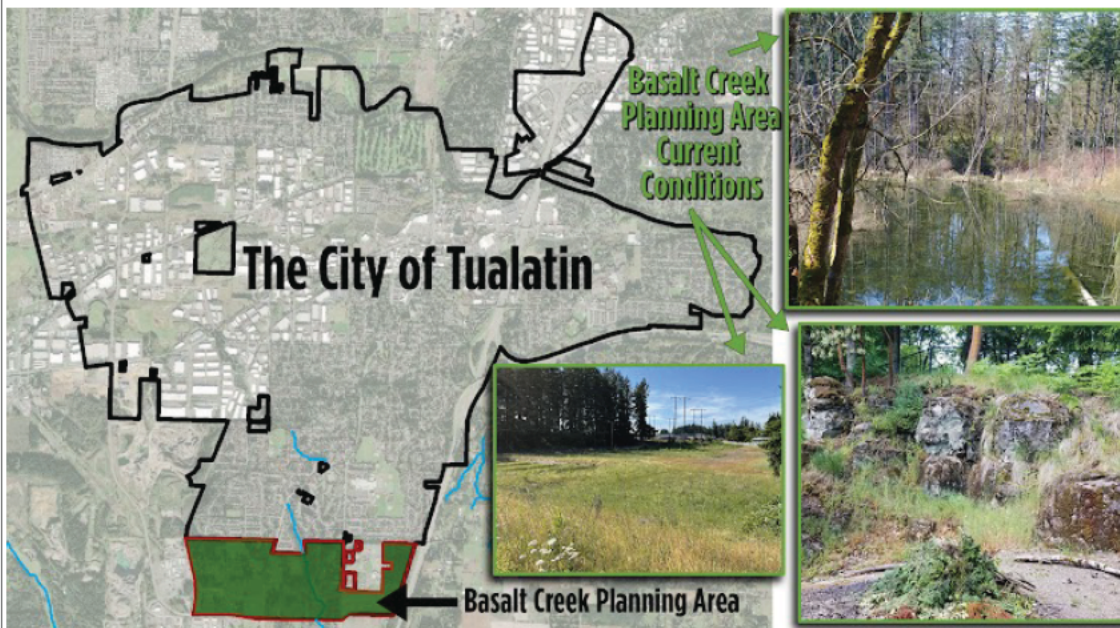 Basalt Creek
Planning Area
Current
Conditions
The City of Tualatin
Basalt Creek Planning Area